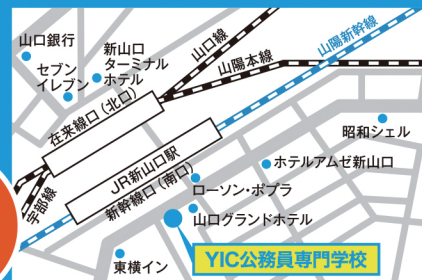 山口銀行
セブン
イレブン
新山口
ターミナル
ホテル
山口線
山陽本線
山陽新幹線
在来線口(北口)
JR新山口駅
新幹線口(南口)
宇部線
昭和シェル
ホテルアムゼ新山口
ローソン・ポプラ
山口グランドホテル
YIC公務員専門学校
東横イン